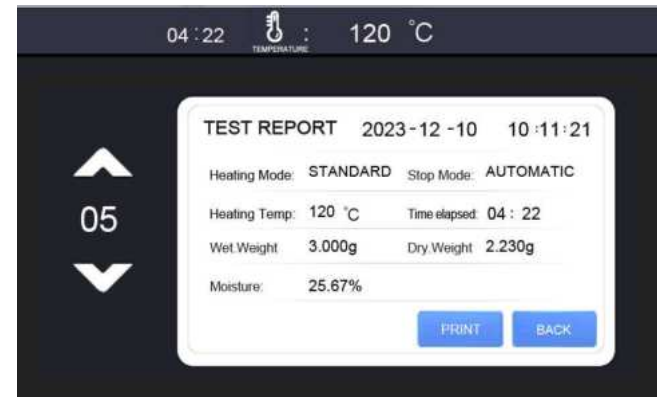 04:22 TEMPERATURE : 120 °C
TEST REPORT 2023-12-10 10:11:21
Heating Mode: STANDARD Stop Mode: AUTOMATIC
05
Heating Temp: 120 °C Time elapsed: 04: 22
Wet.Weight 3.000g Dry.Weight 2.230g
Moisture: 25.67%
PRINT BACK